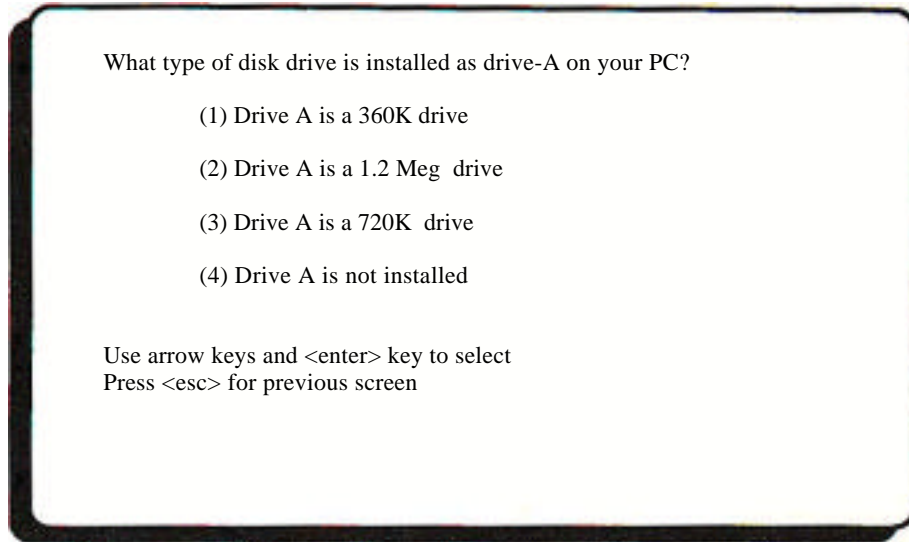 What type of disk drive is installed as drive-A on your PC?
(1) Drive A is a 360K drive
(2) Drive A is a 1.2 Meg  drive
(3) Drive A is a 720K  drive
(4) Drive A is not installed
Use arrow keys and <enter> key to select
Press <esc> for previous screen